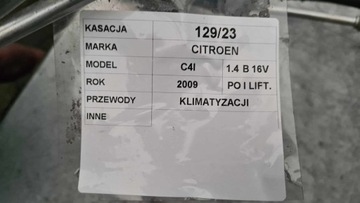 KASACJA 129/23
MARKA CITROEN
MODEL C4I 1.4 B 16V
ROK 2009 PO I LIFT.
PRZEWODY KLIMATYZACJI
INNE